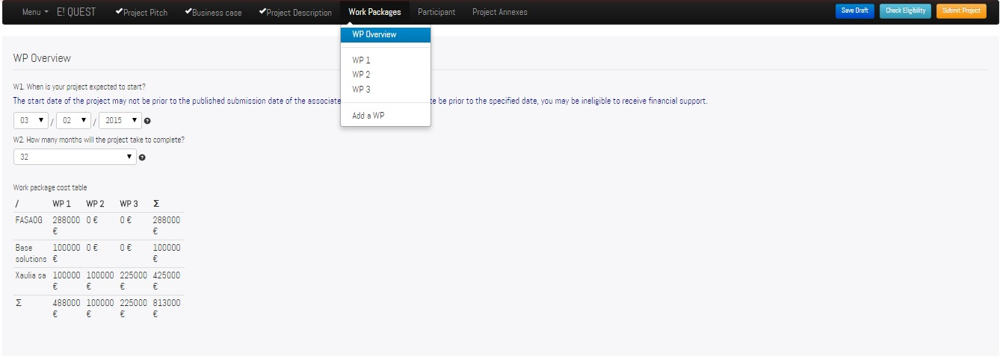 Menu E! QUEST Project Pitch Business case Project Description Work Packages Participant Project Annexes Save Draft Check Eligibility Submit Project
WP Overview
WP 1
WP 2
WP 3
Add a WP
WP Overview
W1. When is your project expected to start?
The start date of the project may not be prior to the published submission date of the associate te be prior to the specified date, you may be ineligible to receive financial support.
03 / 02 / 2015
W2. How many months will the project take to complete?
32
Work package cost table
/ WP 1 WP 2 WP 3 Σ
FASAOG 288000 € 0 € 0 € 288000 €
Base solutions 100000 € 0 € 0 € 100000 €
Xaulia sa 100000 € 100000 € 225000 € 425000 €
Σ 488000 € 100000 € 225000 € 813000 €